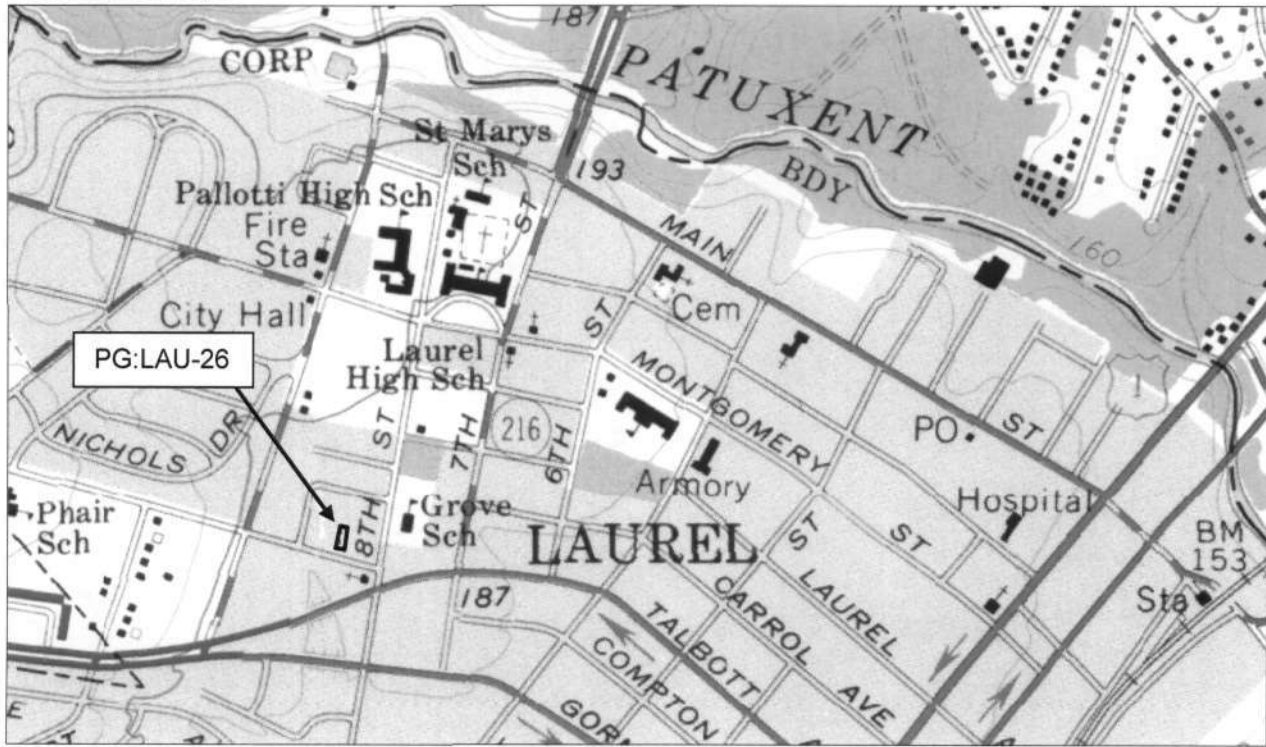 187
CORP
PATUXENT
St Marys
Sch
193
BDY
Pallotti High Sch
ST
MAIN
Fire
Sta
160
City Hall
ST
Cem
PG:LAU-26
Laurel
High Sch
MONTGOMERY
1
NICHOLS
DR
ST
7TH
216
6TH
PO
ST
Armory
Hospital
Phair
Sch
8TH
Grove
Sch
LAUREL
ST
ST
BM
153
187
CARROL
LAUREL
Sta
TALBOTT
COMPTON
AVE
GOR
E